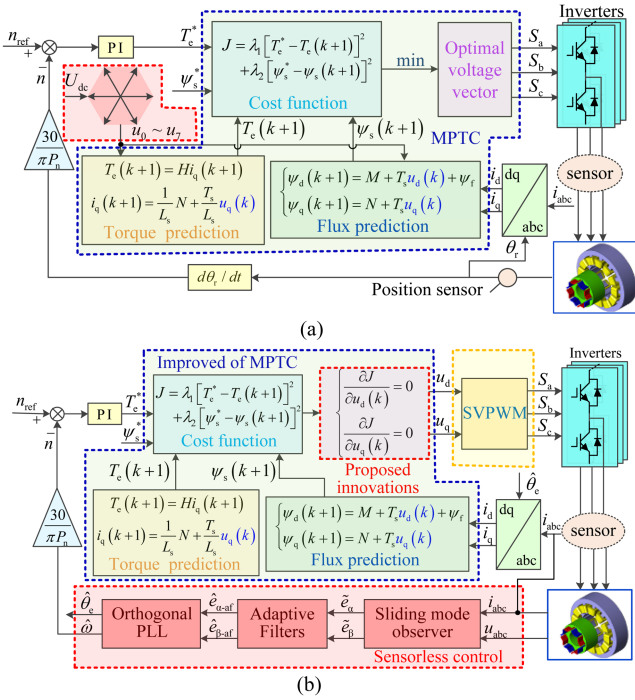 Inverters
n_ref
+
−
n
PI
T_e^*
ψ_s^*
J = λ_1[T_e^* − T_e(k+1)]^2
+λ_2[ψ_s^* − ψ_s(k+1)]^2
Cost function
min
Optimal
voltage
vector
S_a
S_b
S_c
U_dc
u_0 ~ u_7
T_e(k+1)
ψ_s(k+1)
MPTC
30
πP_n
T_e(k+1) = Hi_q(k+1)
i_q(k+1) = 1/L_s N + T_s/L_s u_q(k)
Torque prediction
ψ_d(k+1) = M + T_s u_d(k) + ψ_f
ψ_q(k+1) = N + T_s u_q(k)
Flux prediction
i_d
i_q
dq
abc
i_abc
sensor
θ_r
dθ_r / dt
Position sensor
(a)
Improved of MPTC
Inverters
n_ref
+
−
n
PI
T_e^*
ψ_s^*
J = λ_1[T_e^* − T_e(k+1)]^2
+λ_2[ψ_s^* − ψ_s(k+1)]^2
Cost function
∂J/∂u_d(k) = 0
∂J/∂u_q(k) = 0
Proposed
innovations
u_d
u_q
SVPWM
S_a
S_b
S_c
T_e(k+1)
ψ_s(k+1)
30
πP_n
T_e(k+1) = Hi_q(k+1)
i_q(k+1) = 1/L_s N + T_s/L_s u_q(k)
Torque prediction
ψ_d(k+1) = M + T_s u_d(k) + ψ_f
ψ_q(k+1) = N + T_s u_q(k)
Flux prediction
θ̂_e
i_d
i_q
dq
abc
i_abc
sensor
θ̂_e
ω̂
Orthogonal
PLL
ê_α-af
ê_β-af
Adaptive
Filters
ẽ_α
ẽ_β
Sliding mode
observer
i_abc
u_abc
Sensorless control
(b)